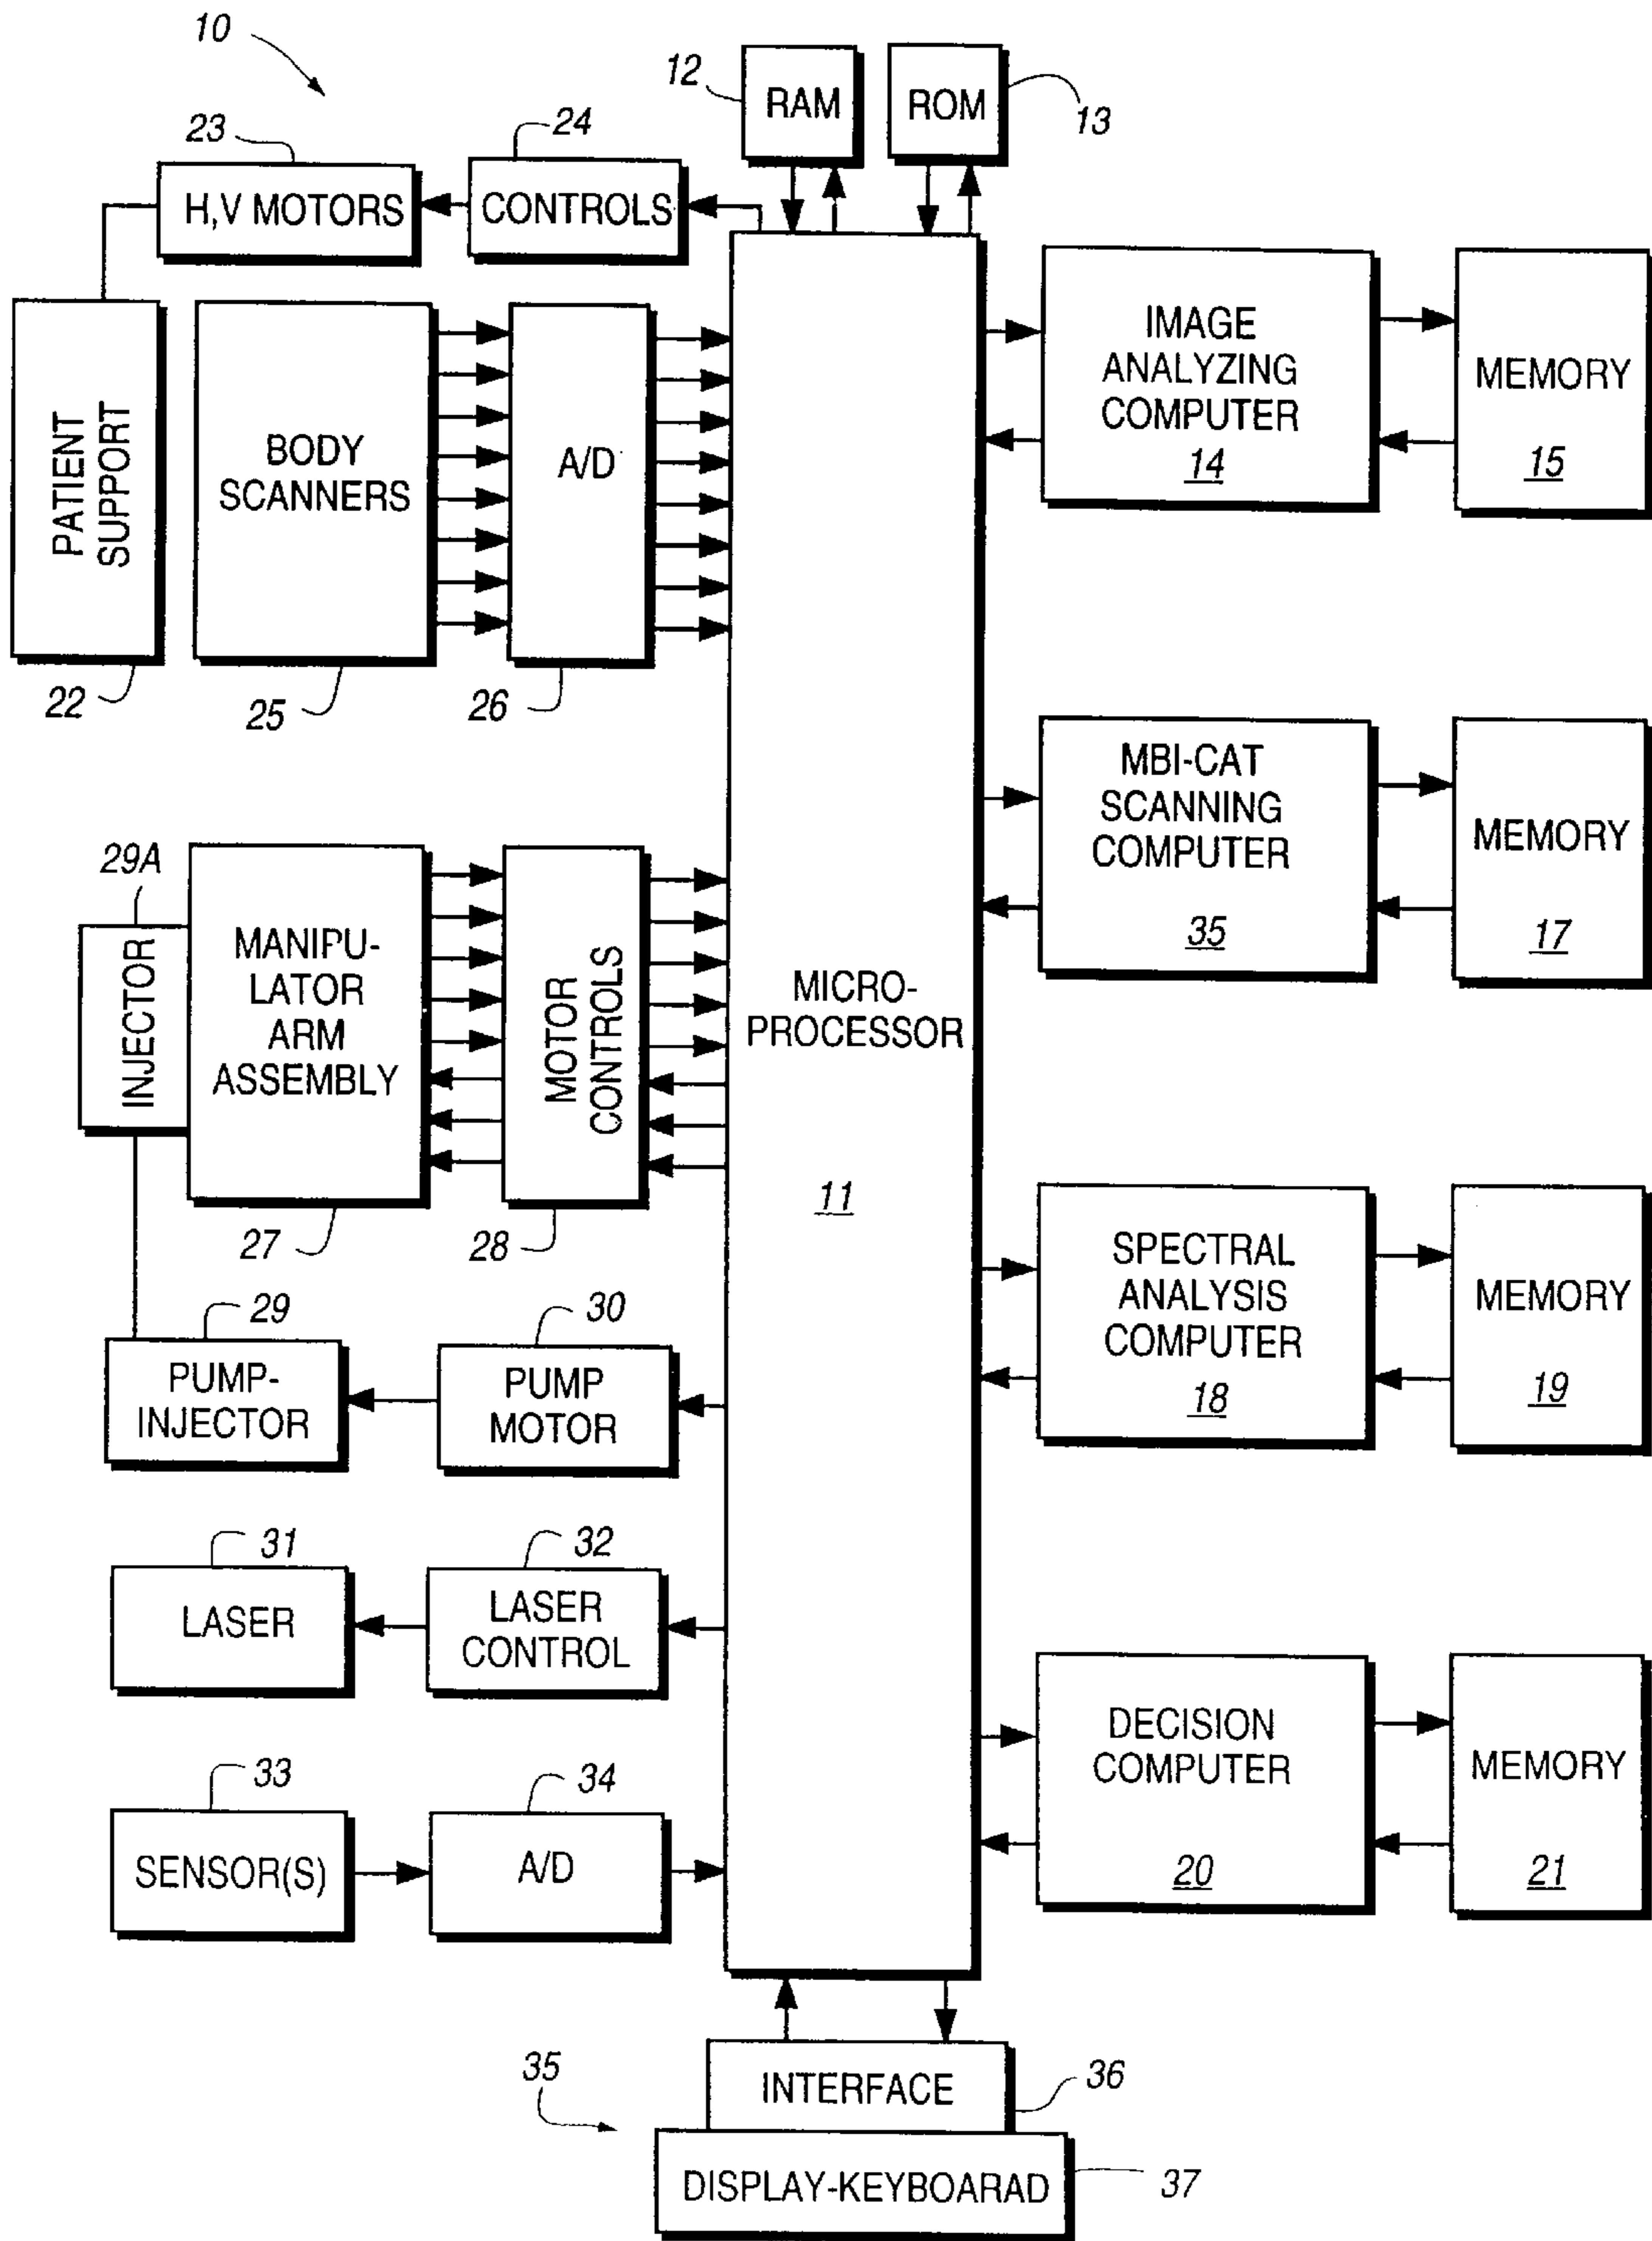 10
12
RAM
ROM
13
23
24
H,V MOTORS
CONTROLS
PATIENT
SUPPORT
22
BODY
SCANNERS
25
A/D
26
IMAGE
ANALYZING
COMPUTER
14
MEMORY
15
MBI-CAT
SCANNING
COMPUTER
35
MEMORY
17
29A
INJECTOR
MANIPU-
LATOR
ARM
ASSEMBLY
27
MOTOR
CONTROLS
28
MICRO-
PROCESSOR
11
SPECTRAL
ANALYSIS
COMPUTER
18
MEMORY
19
29
PUMP-
INJECTOR
30
PUMP
MOTOR
31
LASER
32
LASER
CONTROL
DECISION
COMPUTER
20
MEMORY
21
33
SENSOR(S)
34
A/D
35
INTERFACE
36
DISPLAY-KEYBOARAD
37